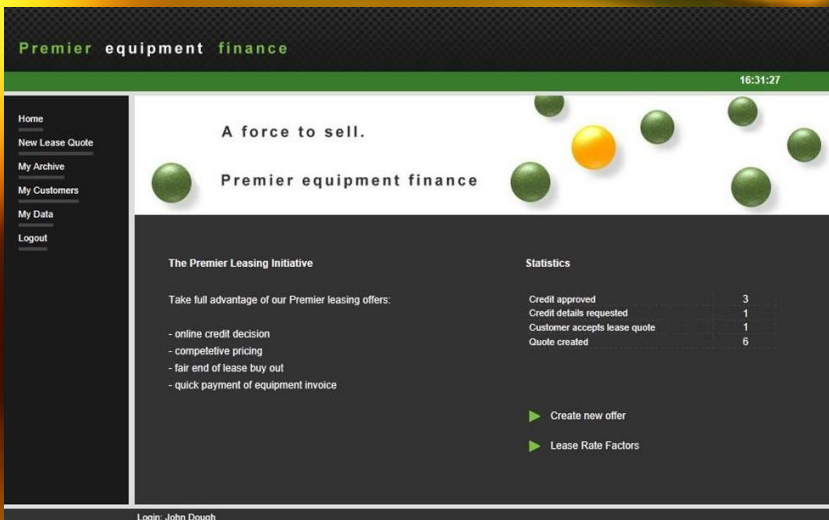 Premier equipment finance
16:31:27
Home
New Lease Quote
My Archive
My Customers
My Data
Logout
A force to sell.
Premier equipment finance
The Premier Leasing Initiative
Take full advantage of our Premier leasing offers:
- online credit decision
- competetive pricing
- fair end of lease buy out
- quick payment of equipment invoice
Statistics
Credit approved 3
Credit details requested 1
Customer accepts lease quote 1
Quote created 6
Create new offer
Lease Rate Factors
Login: John Dough